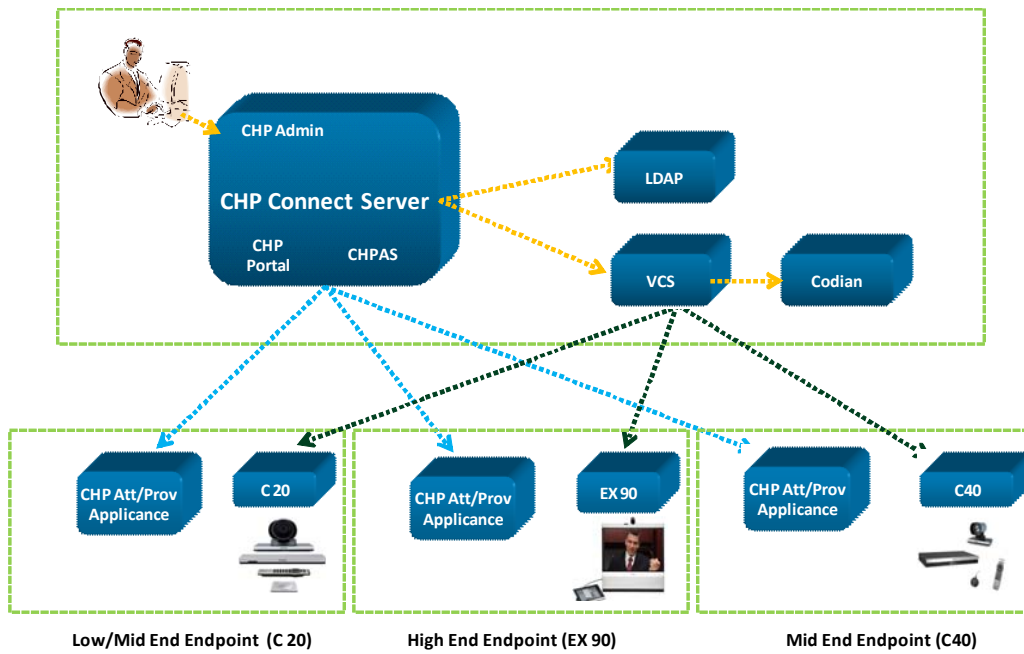 CHP Admin
CHP Connect Server
CHP
Portal
CHPAS
LDAP
VCS
Codian
CHP Att/Prov
Applicance
C 20
CHP Att/Prov
Applicance
EX 90
CHP Att/Prov
Applicance
C40
Low/Mid End Endpoint (C 20)
High End Endpoint (EX 90)
Mid End Endpoint (C40)